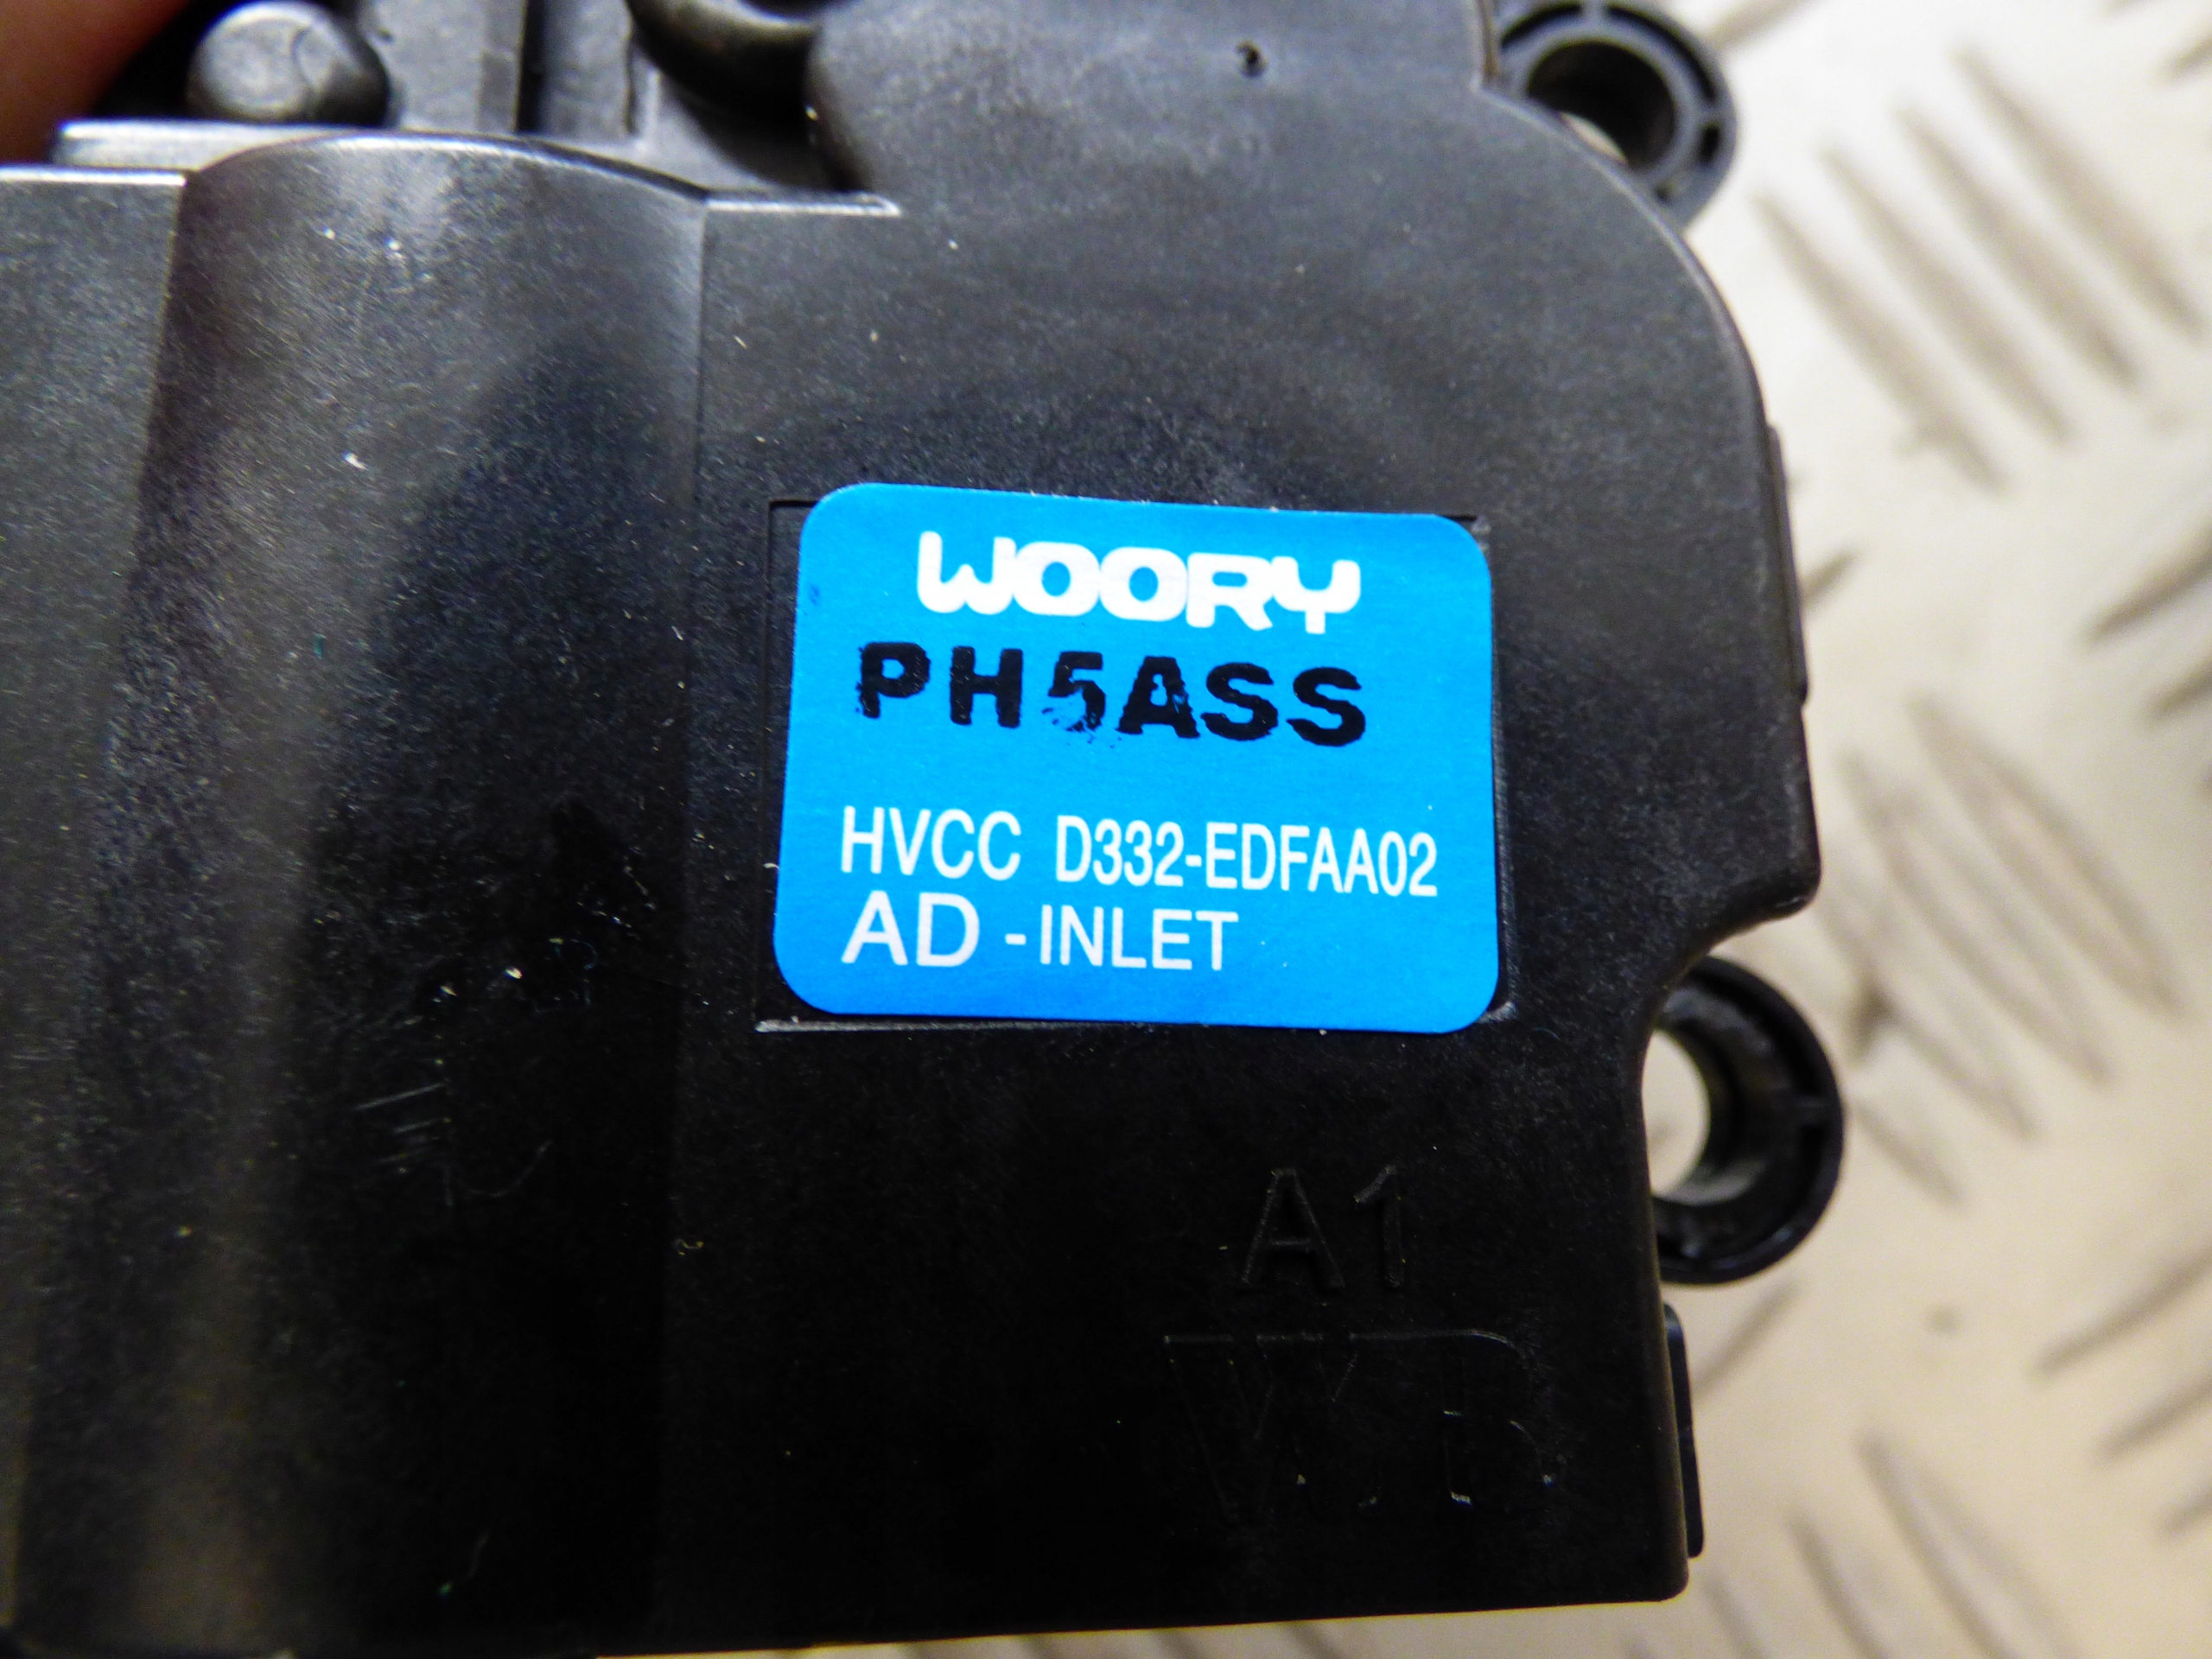 WOORY
PH5ASS
HVCC D332-EDFAA02
AD -INLET
A1